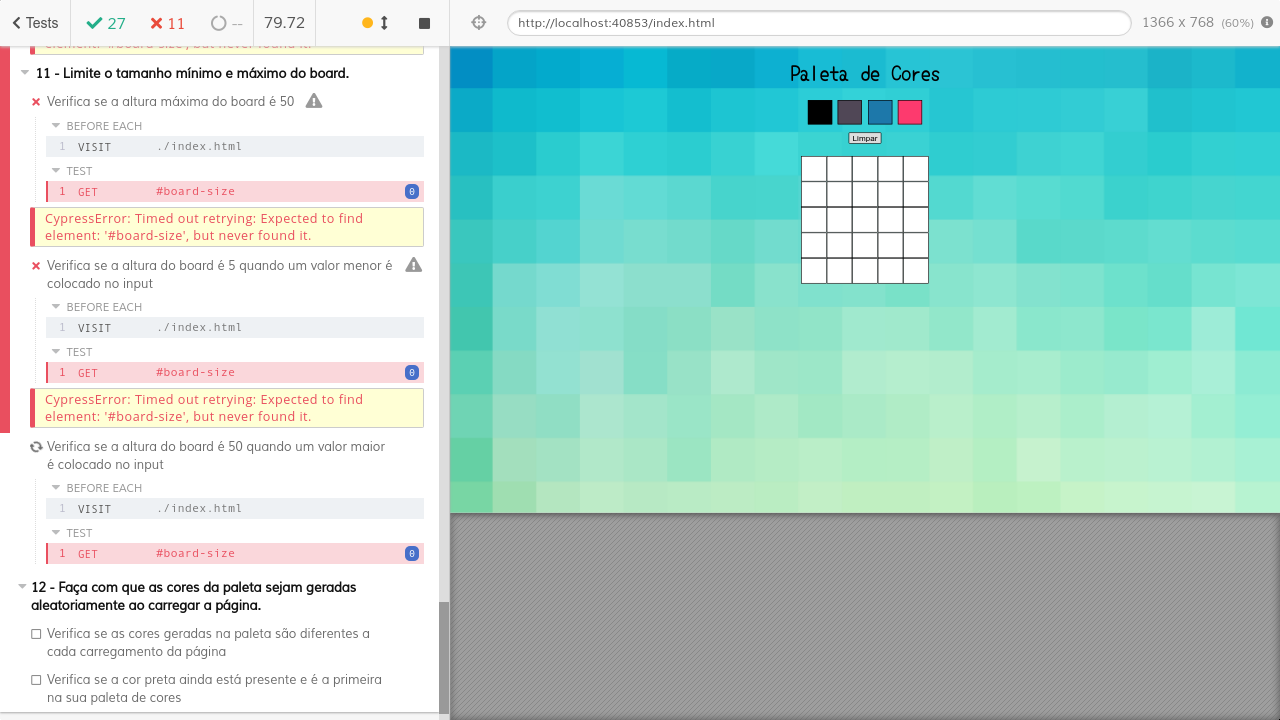 Tests
27
11
--
79.72
http://localhost:40853/index.html
1366 x 768 (60%)
element: '#board-size', but never found it.
11 - Limite o tamanho mínimo e máximo do board.
Verifica se a altura máxima do board é 50
BEFORE EACH
1 VISIT ./index.html
TEST
1 GET #board-size 0
CypressError: Timed out retrying: Expected to find
element: '#board-size', but never found it.
Verifica se a altura do board é 5 quando um valor menor é
colocado no input
BEFORE EACH
1 VISIT ./index.html
TEST
1 GET #board-size 0
CypressError: Timed out retrying: Expected to find
element: '#board-size', but never found it.
Verifica se a altura do board é 50 quando um valor maior
é colocado no input
BEFORE EACH
1 VISIT ./index.html
TEST
1 GET #board-size 0
12 - Faça com que as cores da paleta sejam geradas
aleatoriamente ao carregar a página.
Verifica se as cores geradas na paleta são diferentes a
cada carregamento da página
Verifica se a cor preta ainda está presente e é a primeira
na sua paleta de cores
Paleta de Cores
Limpar